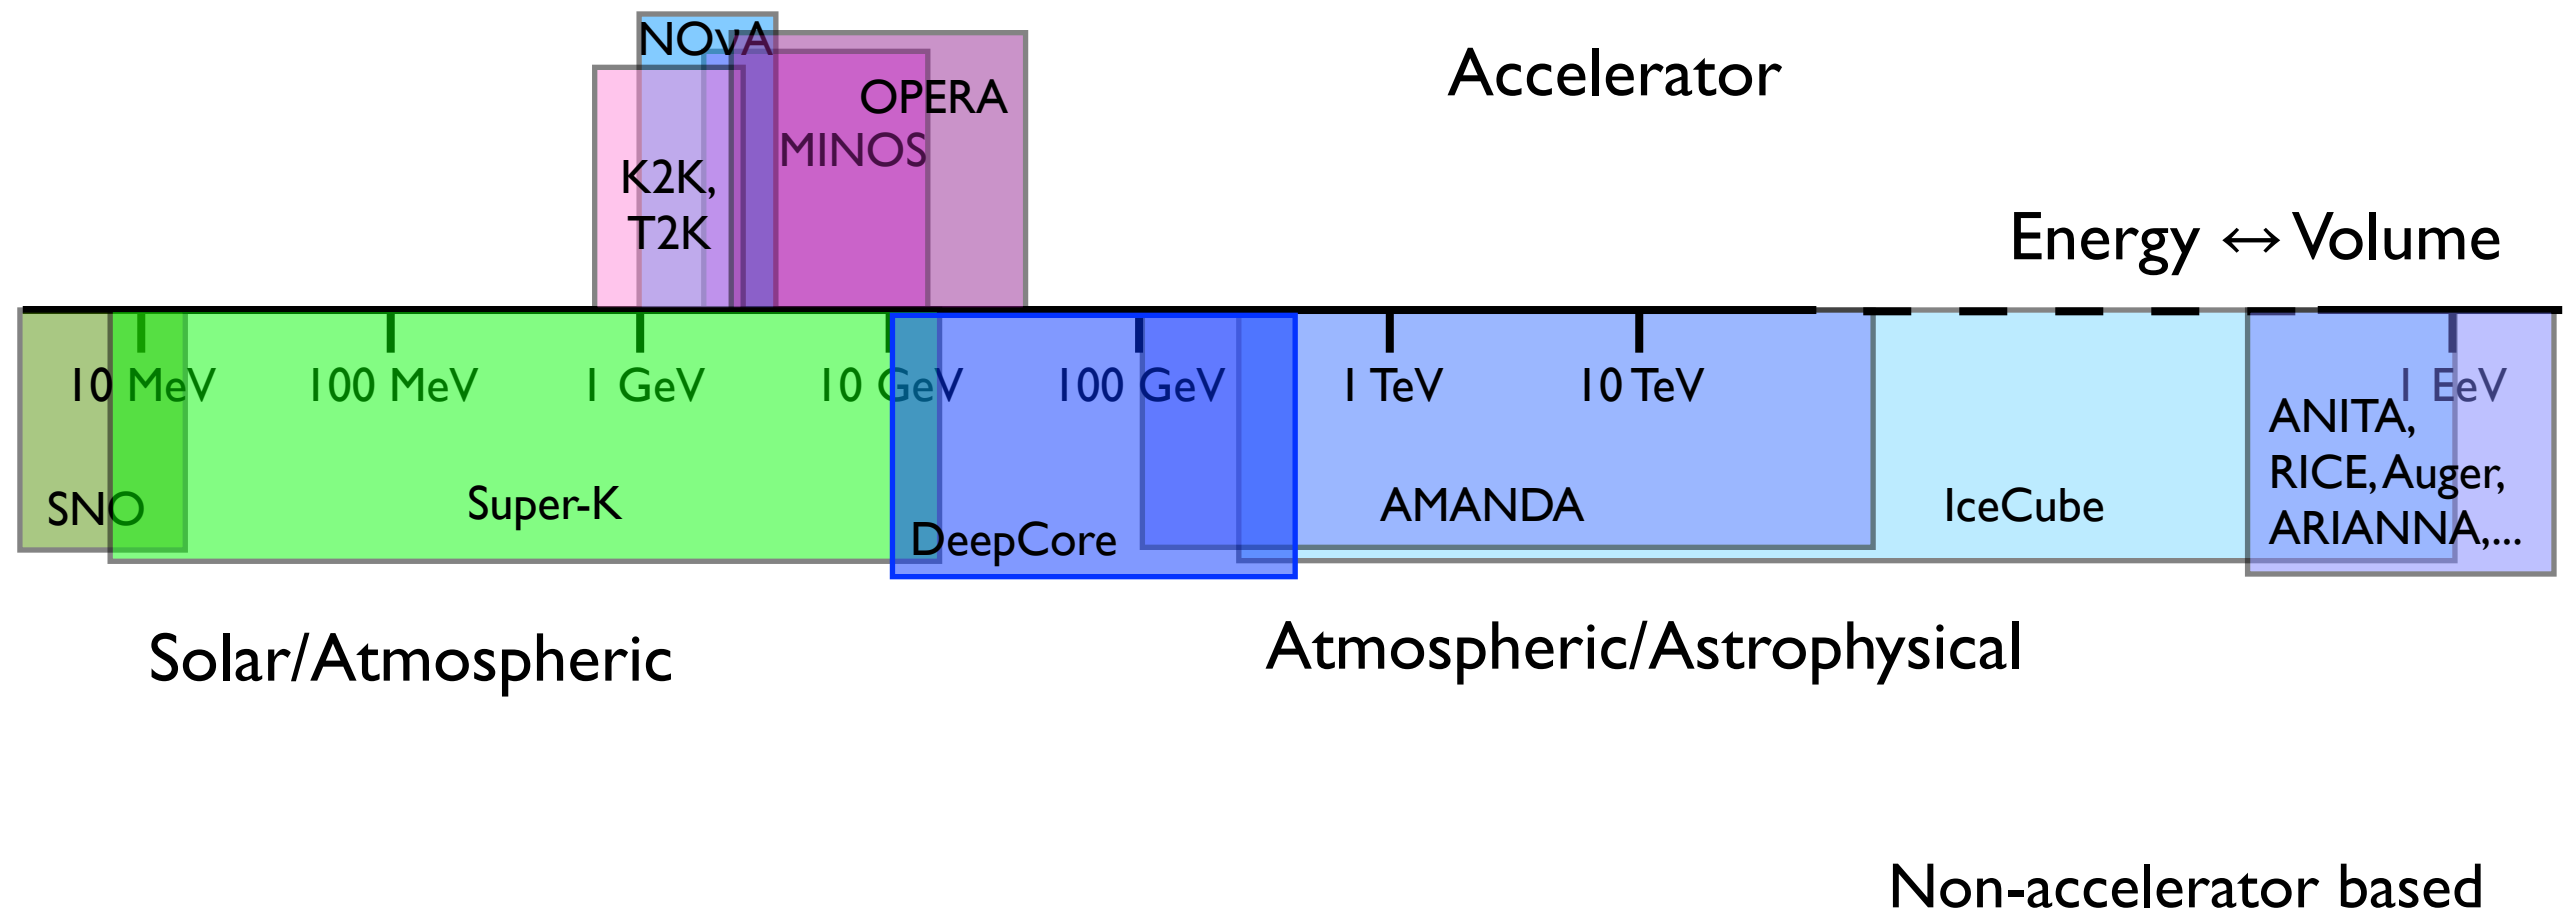 NOνA
Accelerator
OPERA
MINOS
K2K,
T2K
Energy ↔ Volume
10 MeV
100 MeV
1 GeV
10 GeV
100 GeV
1 TeV
10 TeV
1 EeV
ANITA,
RICE, Auger,
ARIANNA,...
SNO
Super-K
DeepCore
AMANDA
IceCube
Solar/Atmospheric
Atmospheric/Astrophysical
Non-accelerator based